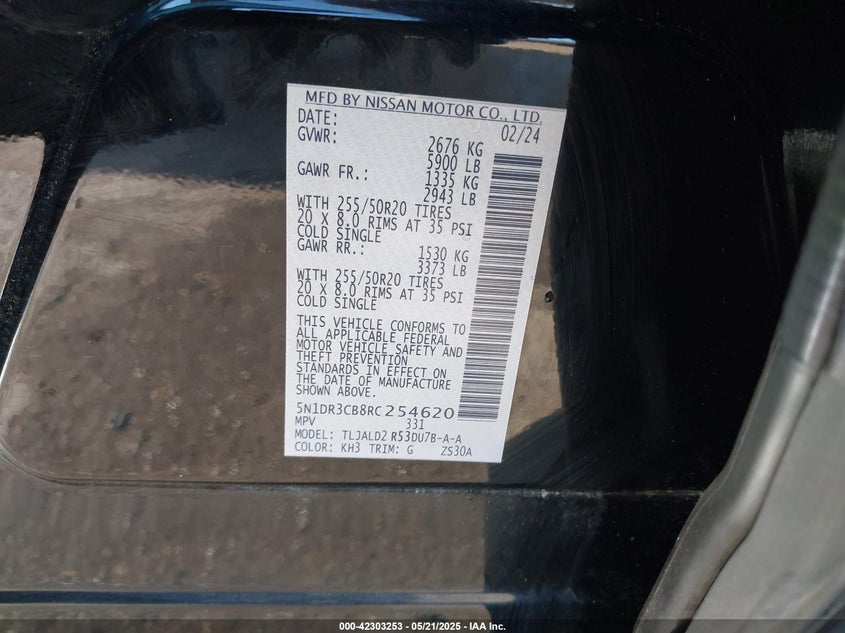 MFD BY NISSAN MOTOR CO., LTD.
DATE: 02/24
GVWR: 2676 KG
5900 LB
GAWR FR.: 1335 KG
2943 LB
WITH 255/50R20 TIRES
20 X 8.0 RIMS AT 35 PSI
COLD SINGLE
GAWR RR.: 1530 KG
3373 LB
WITH 255/50R20 TIRES
20 X 8.0 RIMS AT 35 PSI
COLD SINGLE
THIS VEHICLE CONFORMS TO
ALL APPLICABLE FEDERAL
MOTOR VEHICLE SAFETY AND
THEFT PREVENTION
STANDARDS IN EFFECT ON
THE DATE OF MANUFACTURE
SHOWN ABOVE.
5N1DR3CB8RC254620
MPV 331
MODEL: TLJALD2 R53DU7B-A-A
COLOR: KH3 TRIM: G ZS30A
000-42303253 - 05/21/2025 - IAA Inc.